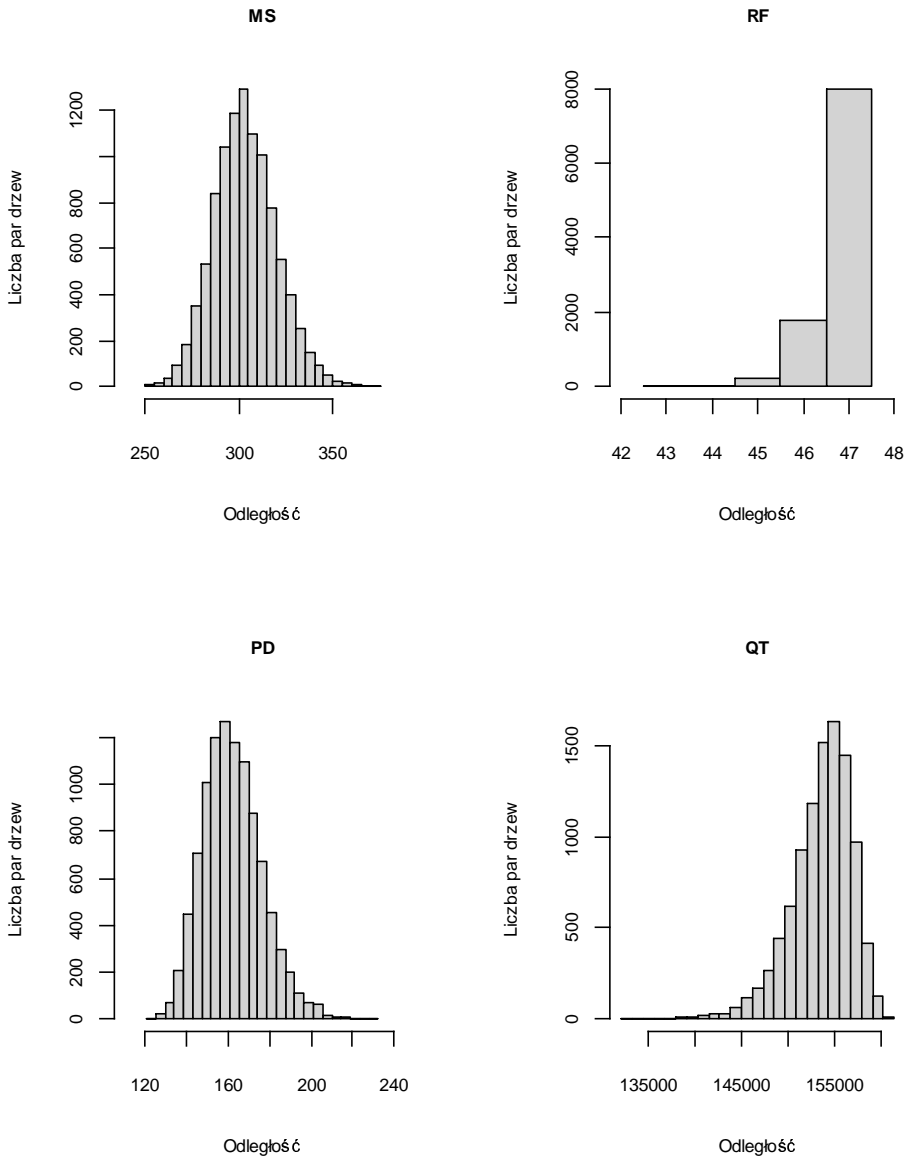 MS
Liczba par drzew
0 200 400 600 800 1200
250 300 350
Odległość
RF
Liczba par drzew
0 2000 4000 6000 8000
42 43 44 45 46 47 48
Odległość
PD
Liczba par drzew
0 200 400 600 800 1000
120 160 200 240
Odległość
QT
Liczba par drzew
0 500 1000 1500
135000 145000 155000
Odległość